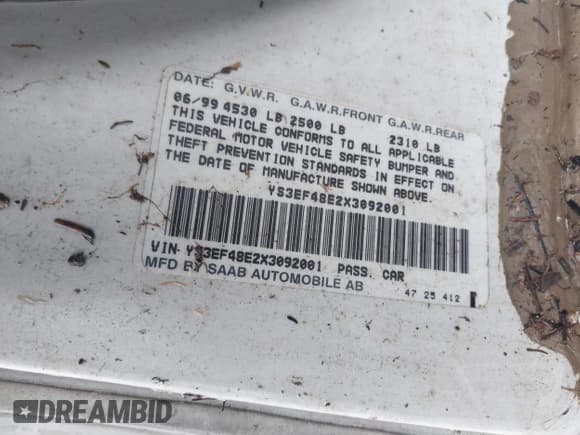 DATE: G.V.W.R. G.A.W.R.FRONT G.A.W.R.REAR
06/99 4530 LB 2500 LB 2310 LB
THIS VEHICLE CONFORMS TO ALL APPLICABLE
FEDERAL MOTOR VEHICLE SAFETY BUMPER AND
THEFT PREVENTION STANDARDS IN EFFECT ON
THE DATE OF MANUFACTURE SHOWN ABOVE.
YS3EF48E2X3092001
VIN- YS3EF48E2X3092001 PASS. CAR
MFD BY SAAB AUTOMOBILE AB
47 25 412
DREAMBID